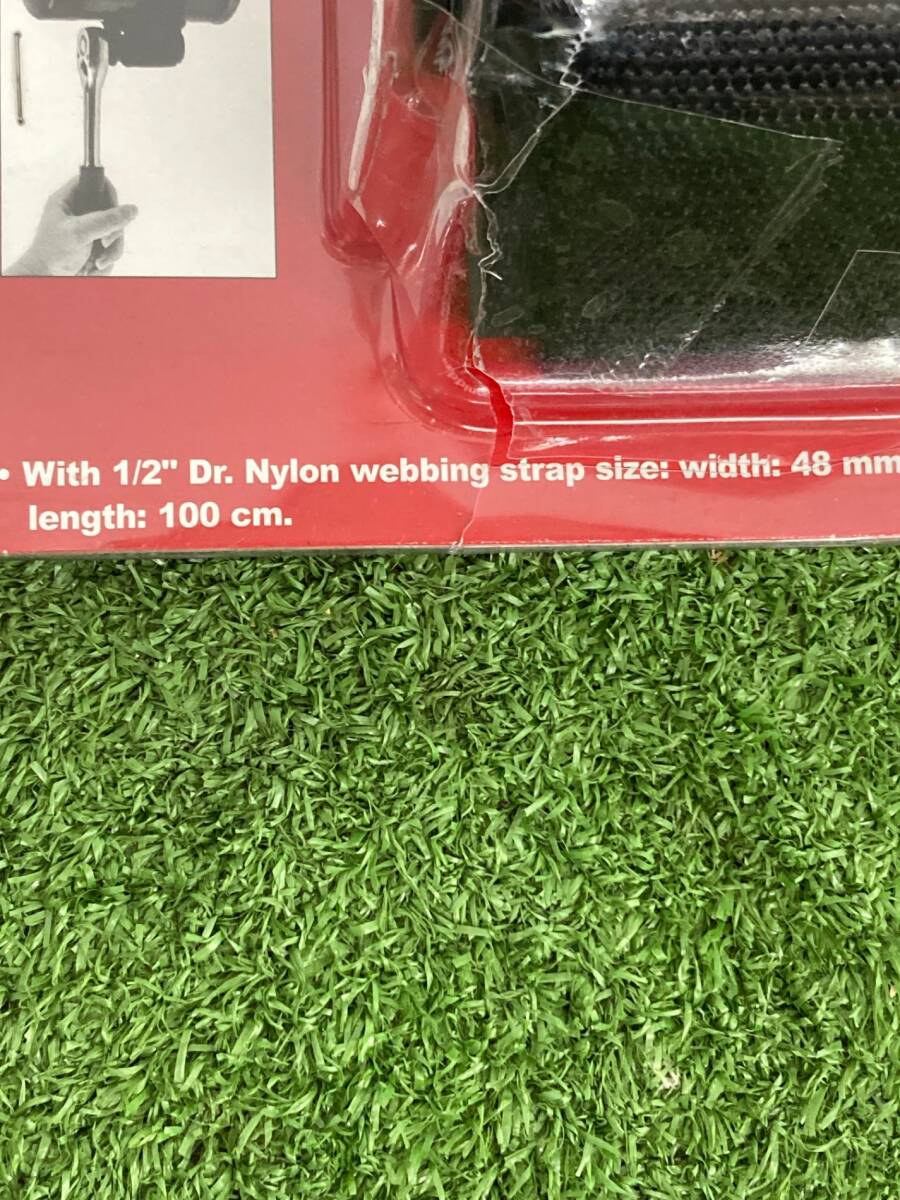 • With 1/2" Dr. Nylon webbing strap size: width: 48 mm
length: 100 cm.